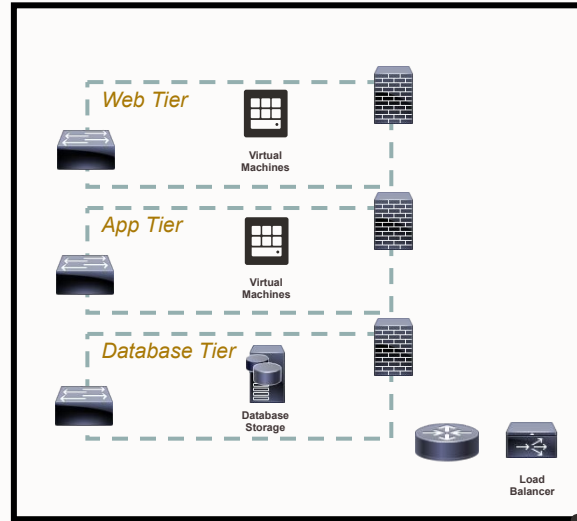 Web Tier
Virtual
Machines
App Tier
Virtual
Machines
Database Tier
Database
Storage
Load
Balancer